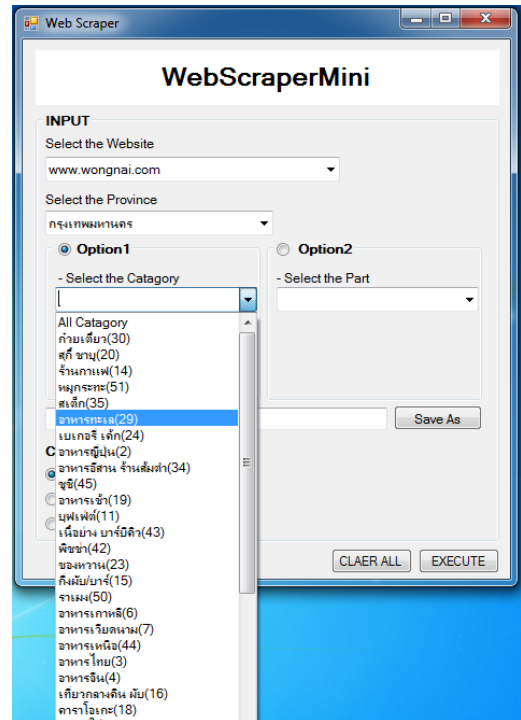 Web Scraper
WebScraperMini
INPUT
Select the Website
www.wongnai.com
Select the Province
กรุงเทพมหานคร
Option1
- Select the Catagory
Option2
- Select the Part
All Catagory
ก๋วยเตี๋ยว(30)
สุกี้ ชาบู(20)
ร้านกาแฟ(14)
หมูกระทะ(51)
สเต็ก(35)
อาหารทะเล(29)
เบเกอรี เค้ก(24)
อาหารญี่ปุ่น(2)
อาหารอีสาน ร้านส้มตำ(34)
ซูชิ(45)
อาหารเช้า(19)
บุฟเฟ่ต์(11)
เนื้อย่าง บาร์บีคิว(43)
พิซซ่า(42)
ของหวาน(23)
กึ่งผับ/บาร์(15)
ราเมง(50)
อาหารเกาหลี(6)
อาหารเวียดนาม(7)
อาหารเหนือ(44)
อาหารไทย(3)
อาหารจีน(4)
เที่ยวกลางคืน ผับ(16)
คาราโอเกะ(18)
Save As
C
CLAER ALL
EXECUTE